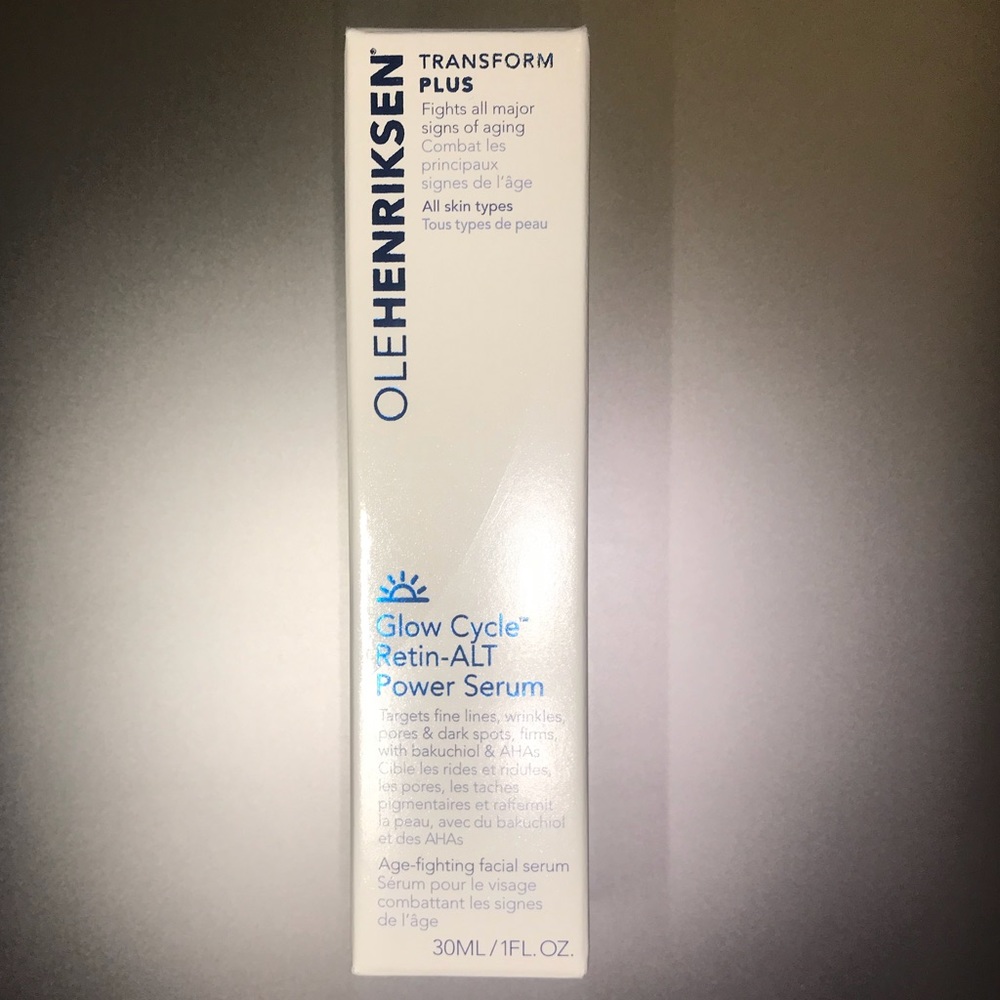 OLEHENRIKSEN®
TRANSFORM
PLUS
Fights all major
signs of aging
Combat les
principaux
signes de l'âge
All skin types
Tous types de peau
Glow Cycle™
Retin-ALT
Power Serum
Targets fine lines, wrinkles,
pores & dark spots, firms,
with bakuchiol & AHAs
Cible les rides et ridules,
les pores, les taches
pigmentaires et raffermit
la peau, avec du bakuchiol
et des AHAs
Age-fighting facial serum
Sérum pour le visage
combattant les signes
de l'âge
30ML / 1FL. OZ.